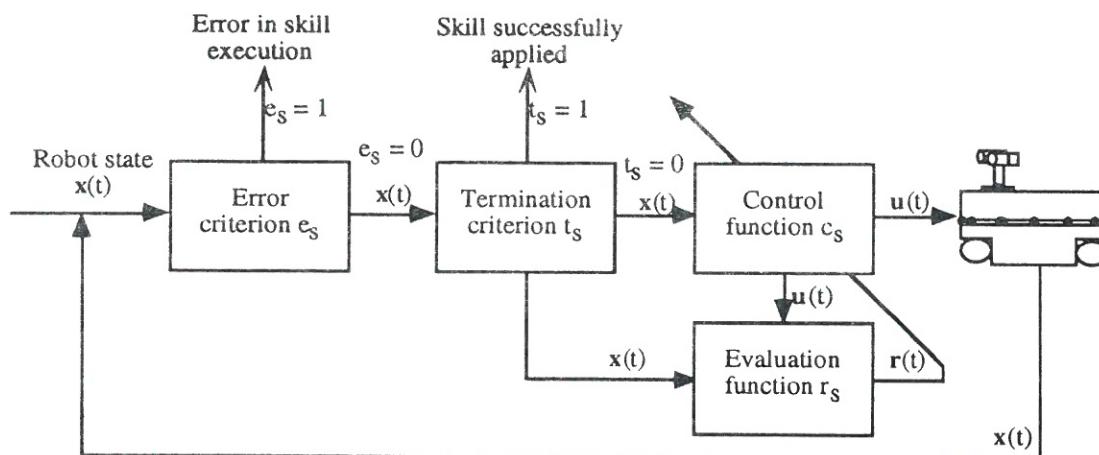 Error in skill
execution
Skill successfully
applied
e_s = 1
t_s = 1
Robot state
x(t)
e_s = 0
x(t)
t_s = 0
x(t)
u(t)
Error
criterion e_s
Termination
criterion t_s
Control
function c_s
u(t)
x(t)
Evaluation
function r_s
r(t)
x(t)